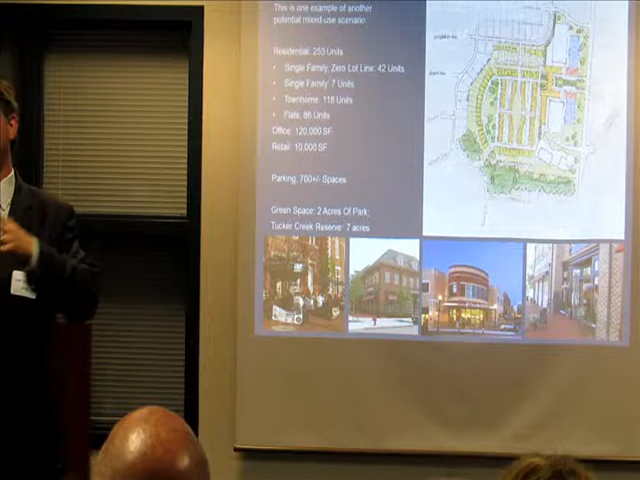 This is one example of another
potential mixed-use scenario:
Residential: 253 Units
• Single Family, Zero Lot Line: 42 Units
• Single Family: 7 Units
• Townhome: 118 Units
• Flats: 86 Units
Office: 120,000 SF
Retail: 10,000 SF
Parking: 700+/- Spaces
Green Space: 2 Acres Of Park;
Tucker Creek Reserve: 7 acres